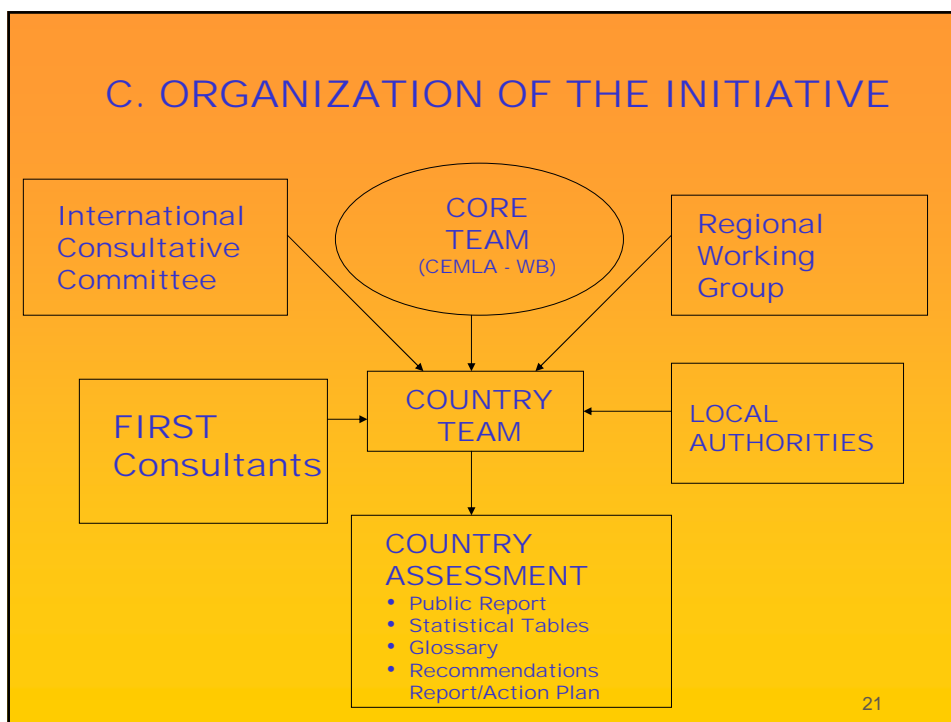 C. ORGANIZATION OF THE INITIATIVE
International
Consultative
Committee
CORE
TEAM
(CEMLA - WB)
Regional
Working
Group
FIRST
Consultants
COUNTRY
TEAM
LOCAL
AUTHORITIES
COUNTRY
ASSESSMENT
• Public Report
• Statistical Tables
• Glossary
• Recommendations
Report/Action Plan
21